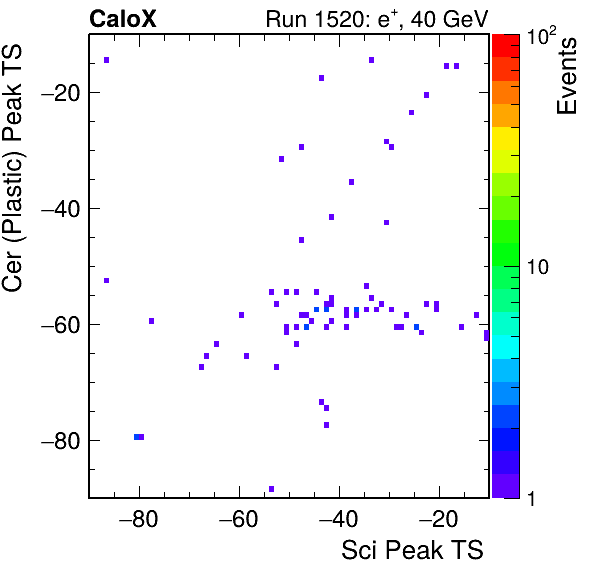 CaloX Run 1520: e⁺, 40 GeV
Cer (Plastic) Peak TS
−20
−40
−60
−80
−80 −60 −40 −20
Sci Peak TS
10²
10
1
Events